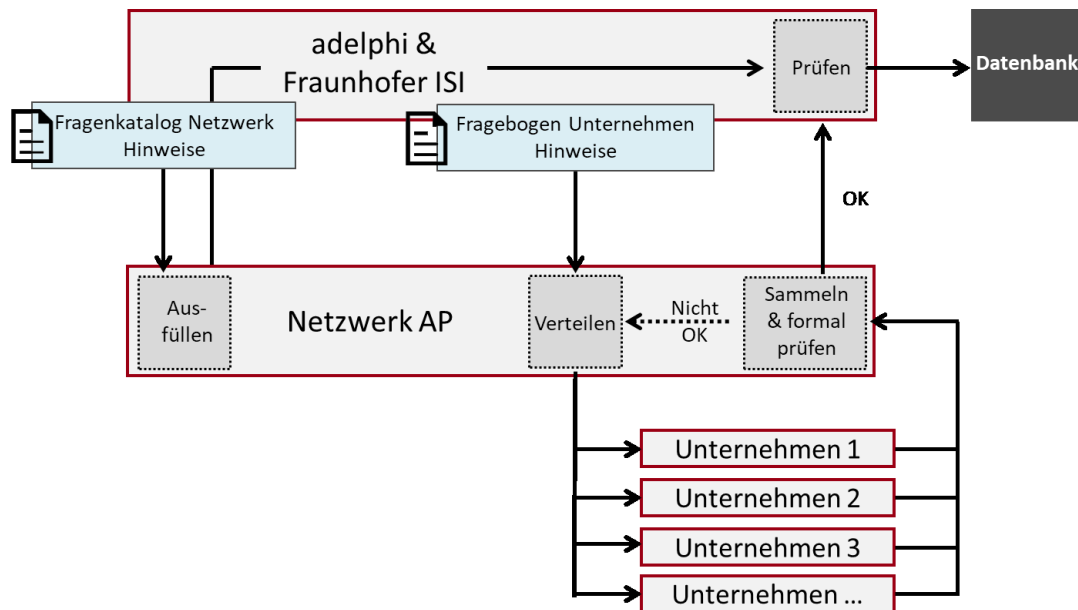 adelphi &
Fraunhofer ISI
Prüfen
Datenbank
Fragenkatalog Netzwerk
Hinweise
Fragebogen Unternehmen
Hinweise
OK
Aus-
füllen
Netzwerk AP
Verteilen
Nicht
OK
Sammeln
& formal
prüfen
Unternehmen 1
Unternehmen 2
Unternehmen 3
Unternehmen ...